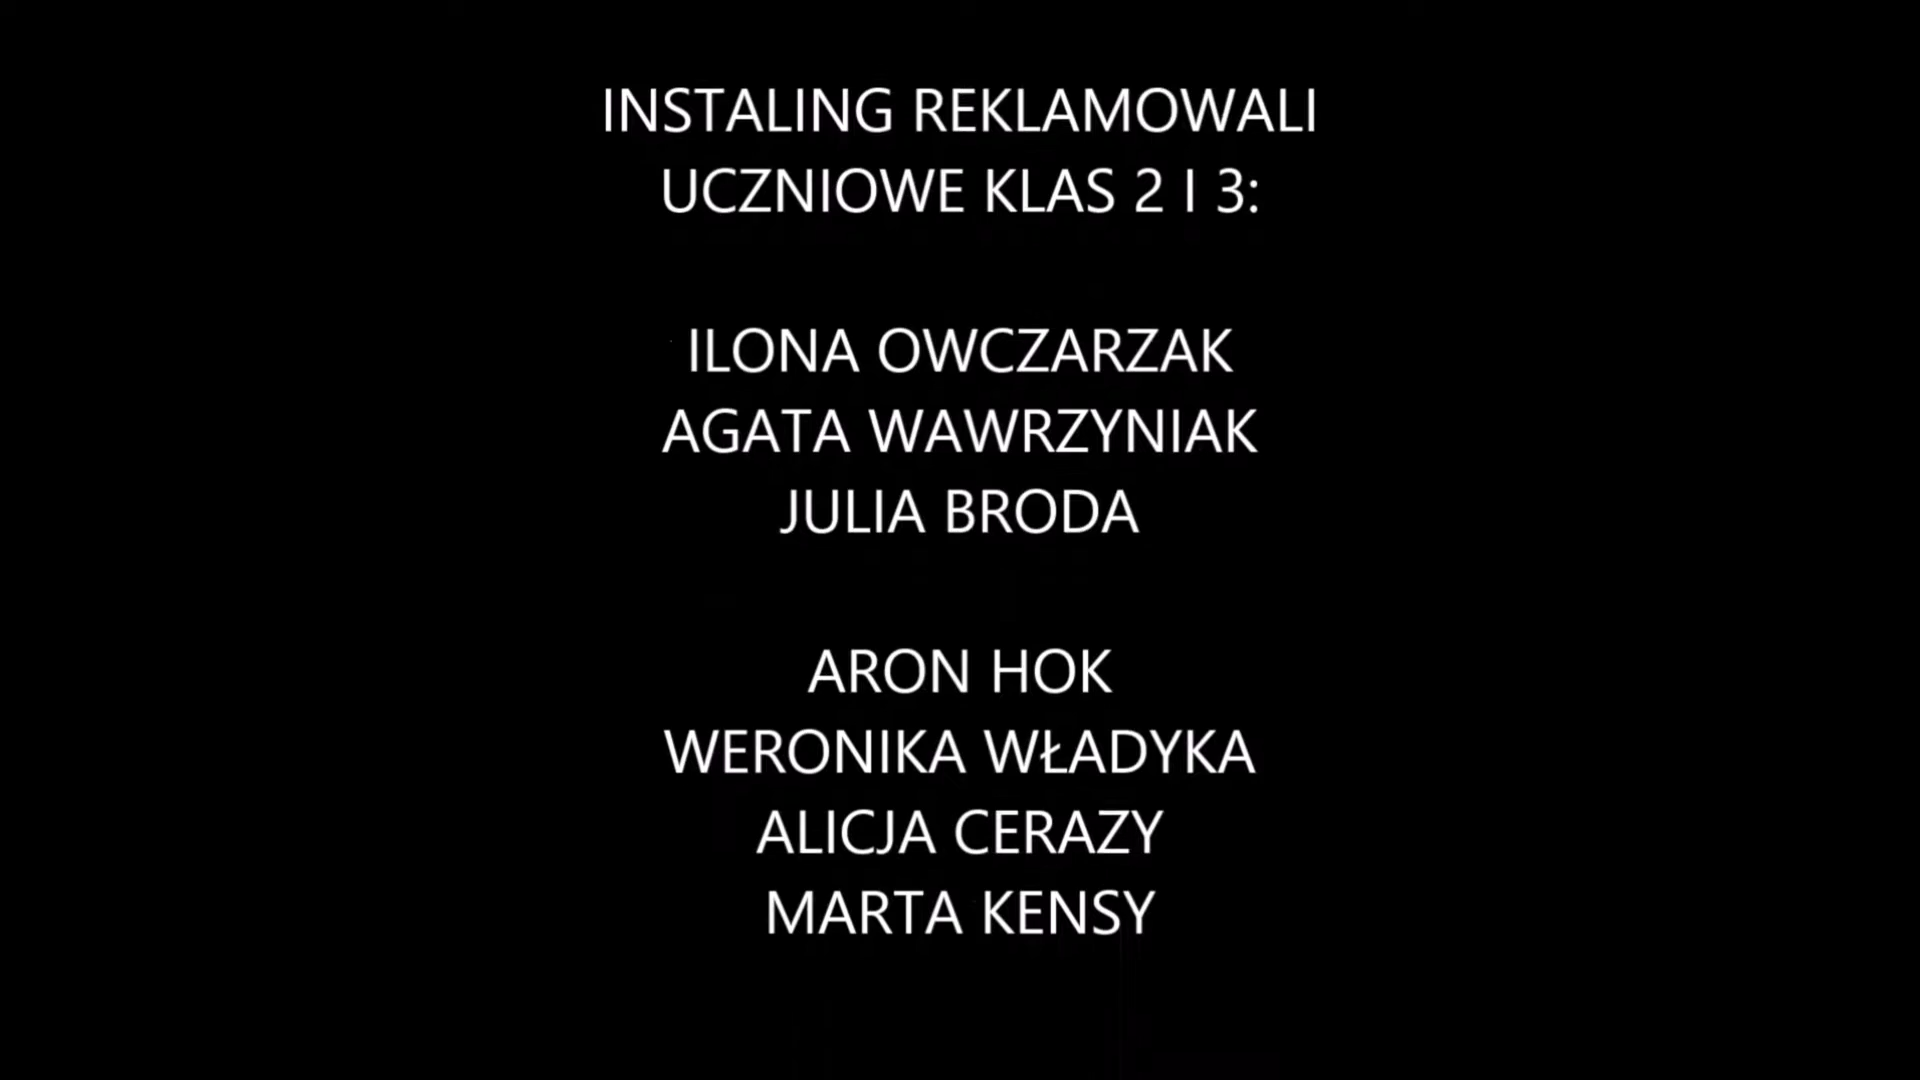 INSTALING REKLAMOWALI
UCZNIOWE KLAS 2 I 3:
ILONA OWCZARZAK
AGATA WAWRZYNIAK
JULIA BRODA
ARON HOK
WERONIKA WŁADYKA
ALICJA CERAZY
MARTA KENSY